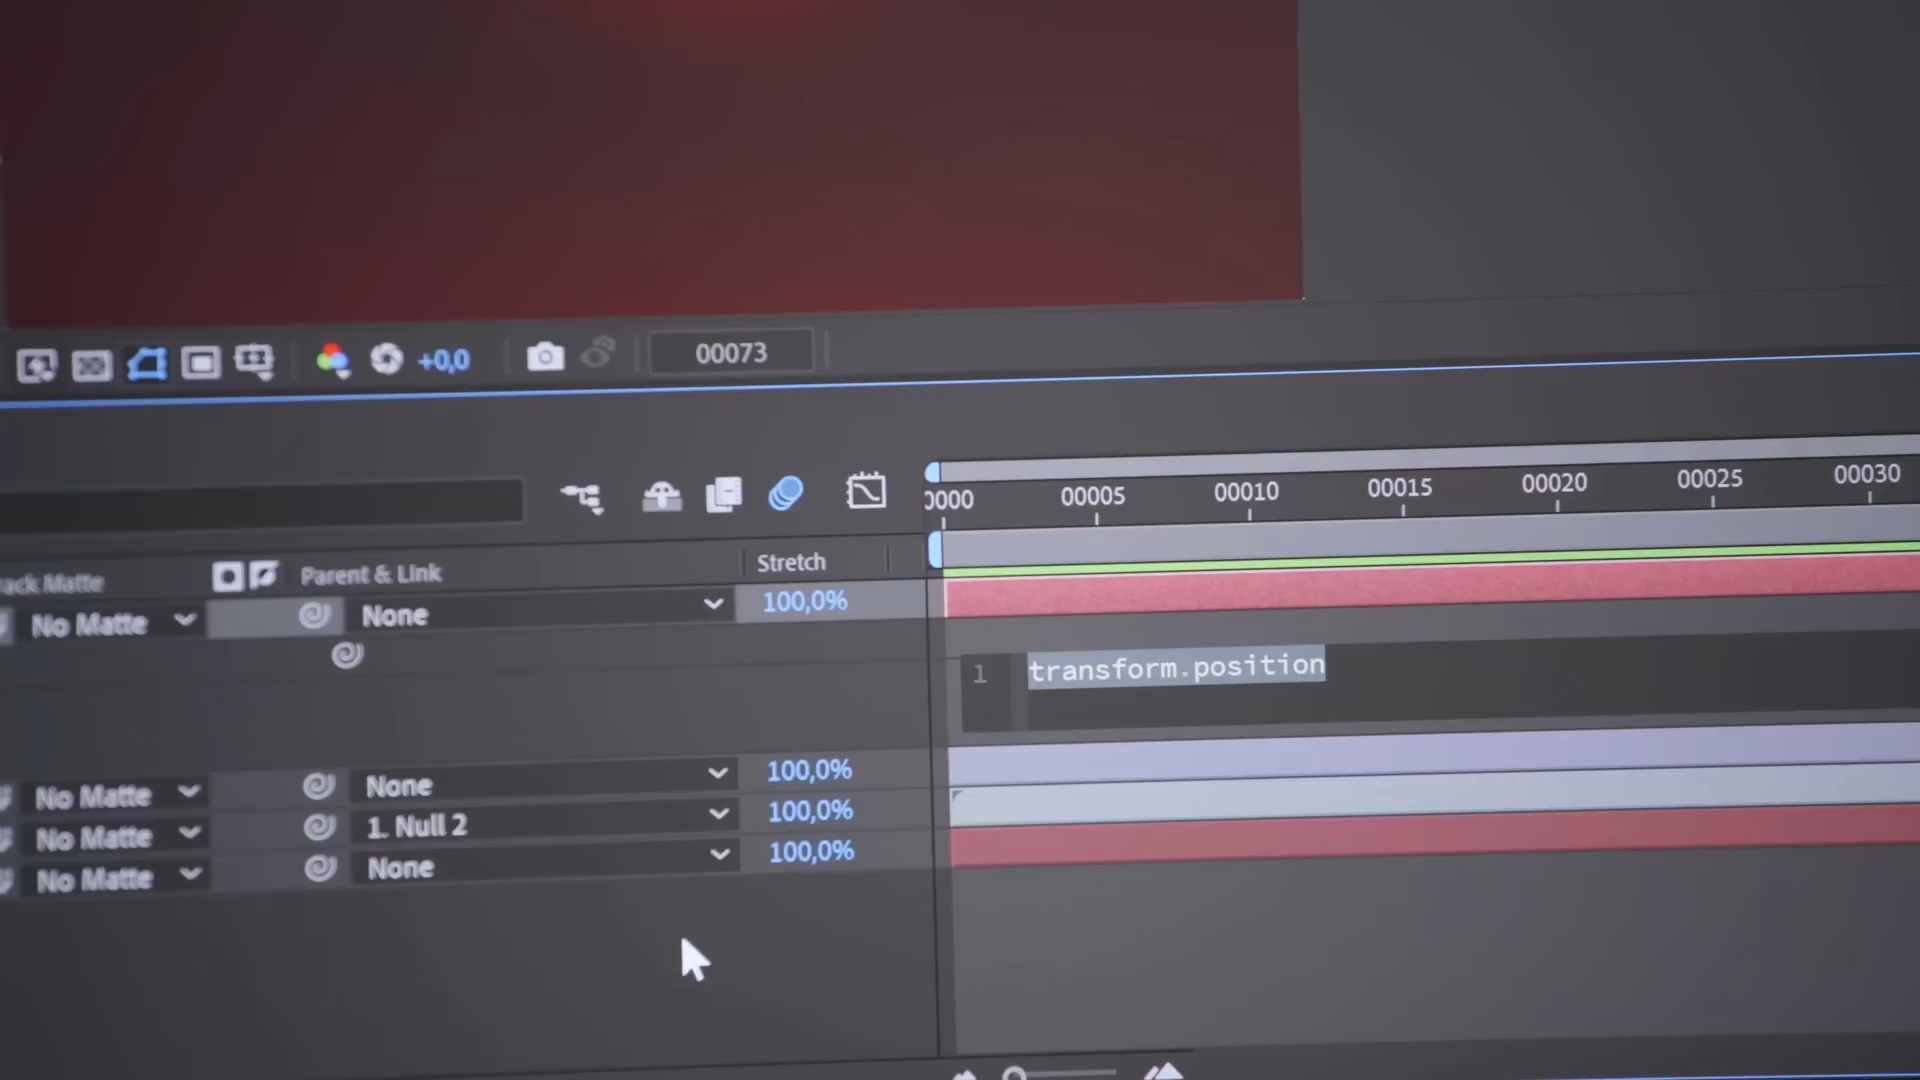 +0,0
00073
0000 00005 00010 00015 00020 00025 00030
Matte Parent & Link Stretch
No Matte None 100,0%
1 transform.position
No Matte None 100,0%
No Matte 1. Null 2 100,0%
No Matte None 100,0%